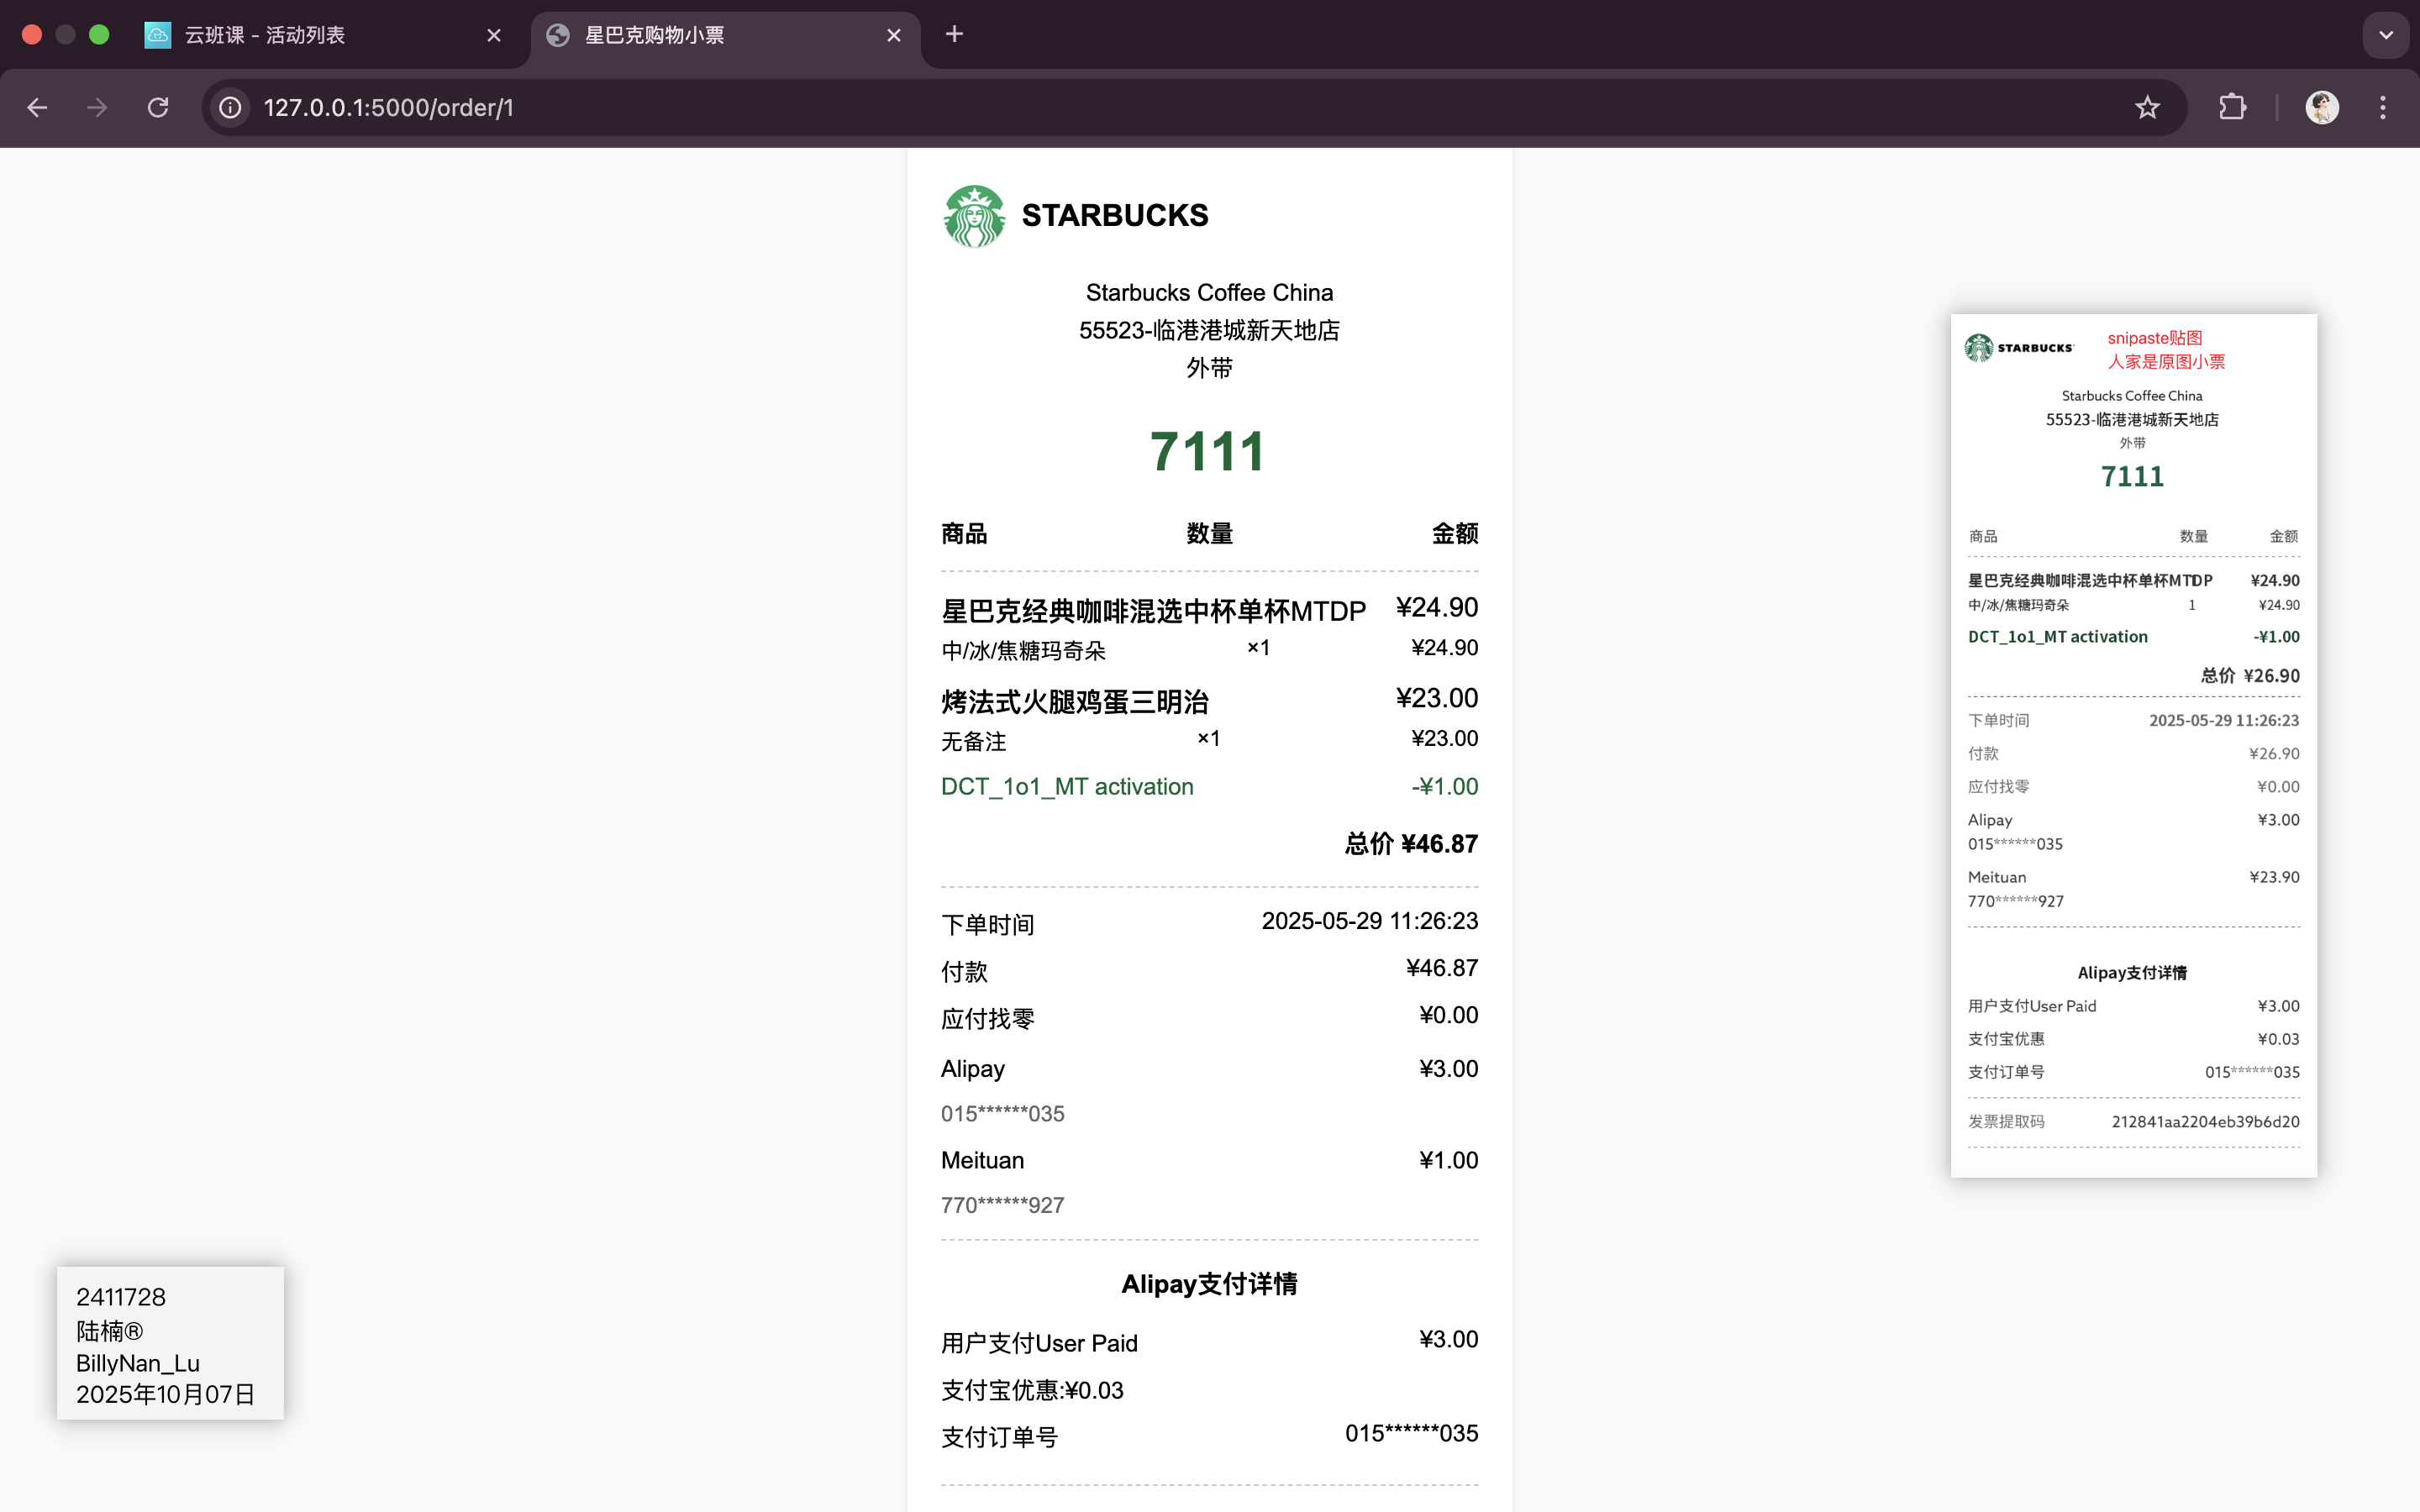 云班课 - 活动列表
星巴克购物小票
127.0.0.1:5000/order/1
STARBUCKS
Starbucks Coffee China
55523-临港港城新天地店
外带
7111
商品 数量 金额
星巴克经典咖啡混选中杯单杯MTDP ¥24.90
中/冰/焦糖玛奇朵 ×1 ¥24.90
烤法式火腿鸡蛋三明治 ¥23.00
无备注 ×1 ¥23.00
DCT_1o1_MT activation -¥1.00
总价 ¥46.87
下单时间 2025-05-29 11:26:23
付款 ¥46.87
应付找零 ¥0.00
Alipay ¥3.00
015******035
Meituan ¥1.00
770******927
Alipay支付详情
用户支付User Paid ¥3.00
支付宝优惠:¥0.03
支付订单号 015******035
STARBUCKS
snipaste贴图
人家是原图小票
Starbucks Coffee China
55523-临港港城新天地店
外带
7111
商品 数量 金额
星巴克经典咖啡混选中杯单杯MTDP ¥24.90
中/冰/焦糖玛奇朵 1 ¥24.90
DCT_1o1_MT activation -¥1.00
总价 ¥26.90
下单时间 2025-05-29 11:26:23
付款 ¥26.90
应付找零 ¥0.00
Alipay ¥3.00
015******035
Meituan ¥23.90
770******927
Alipay支付详情
用户支付User Paid ¥3.00
支付宝优惠 ¥0.03
支付订单号 015******035
发票提取码 212841aa2204eb39b6d20
2411728
陆楠®
BillyNan_Lu
2025年10月07日